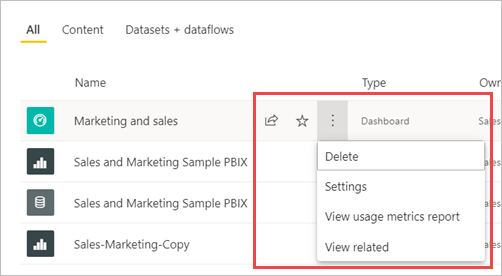 All Content Datasets + dataflows
Name Type Ow
Marketing and sales Dashboard Sales
Sales and Marketing Sample PBIX
Delete
Settings
View usage metrics report
View related
Sales and Marketing Sample PBIX
Sales-Marketing-Copy